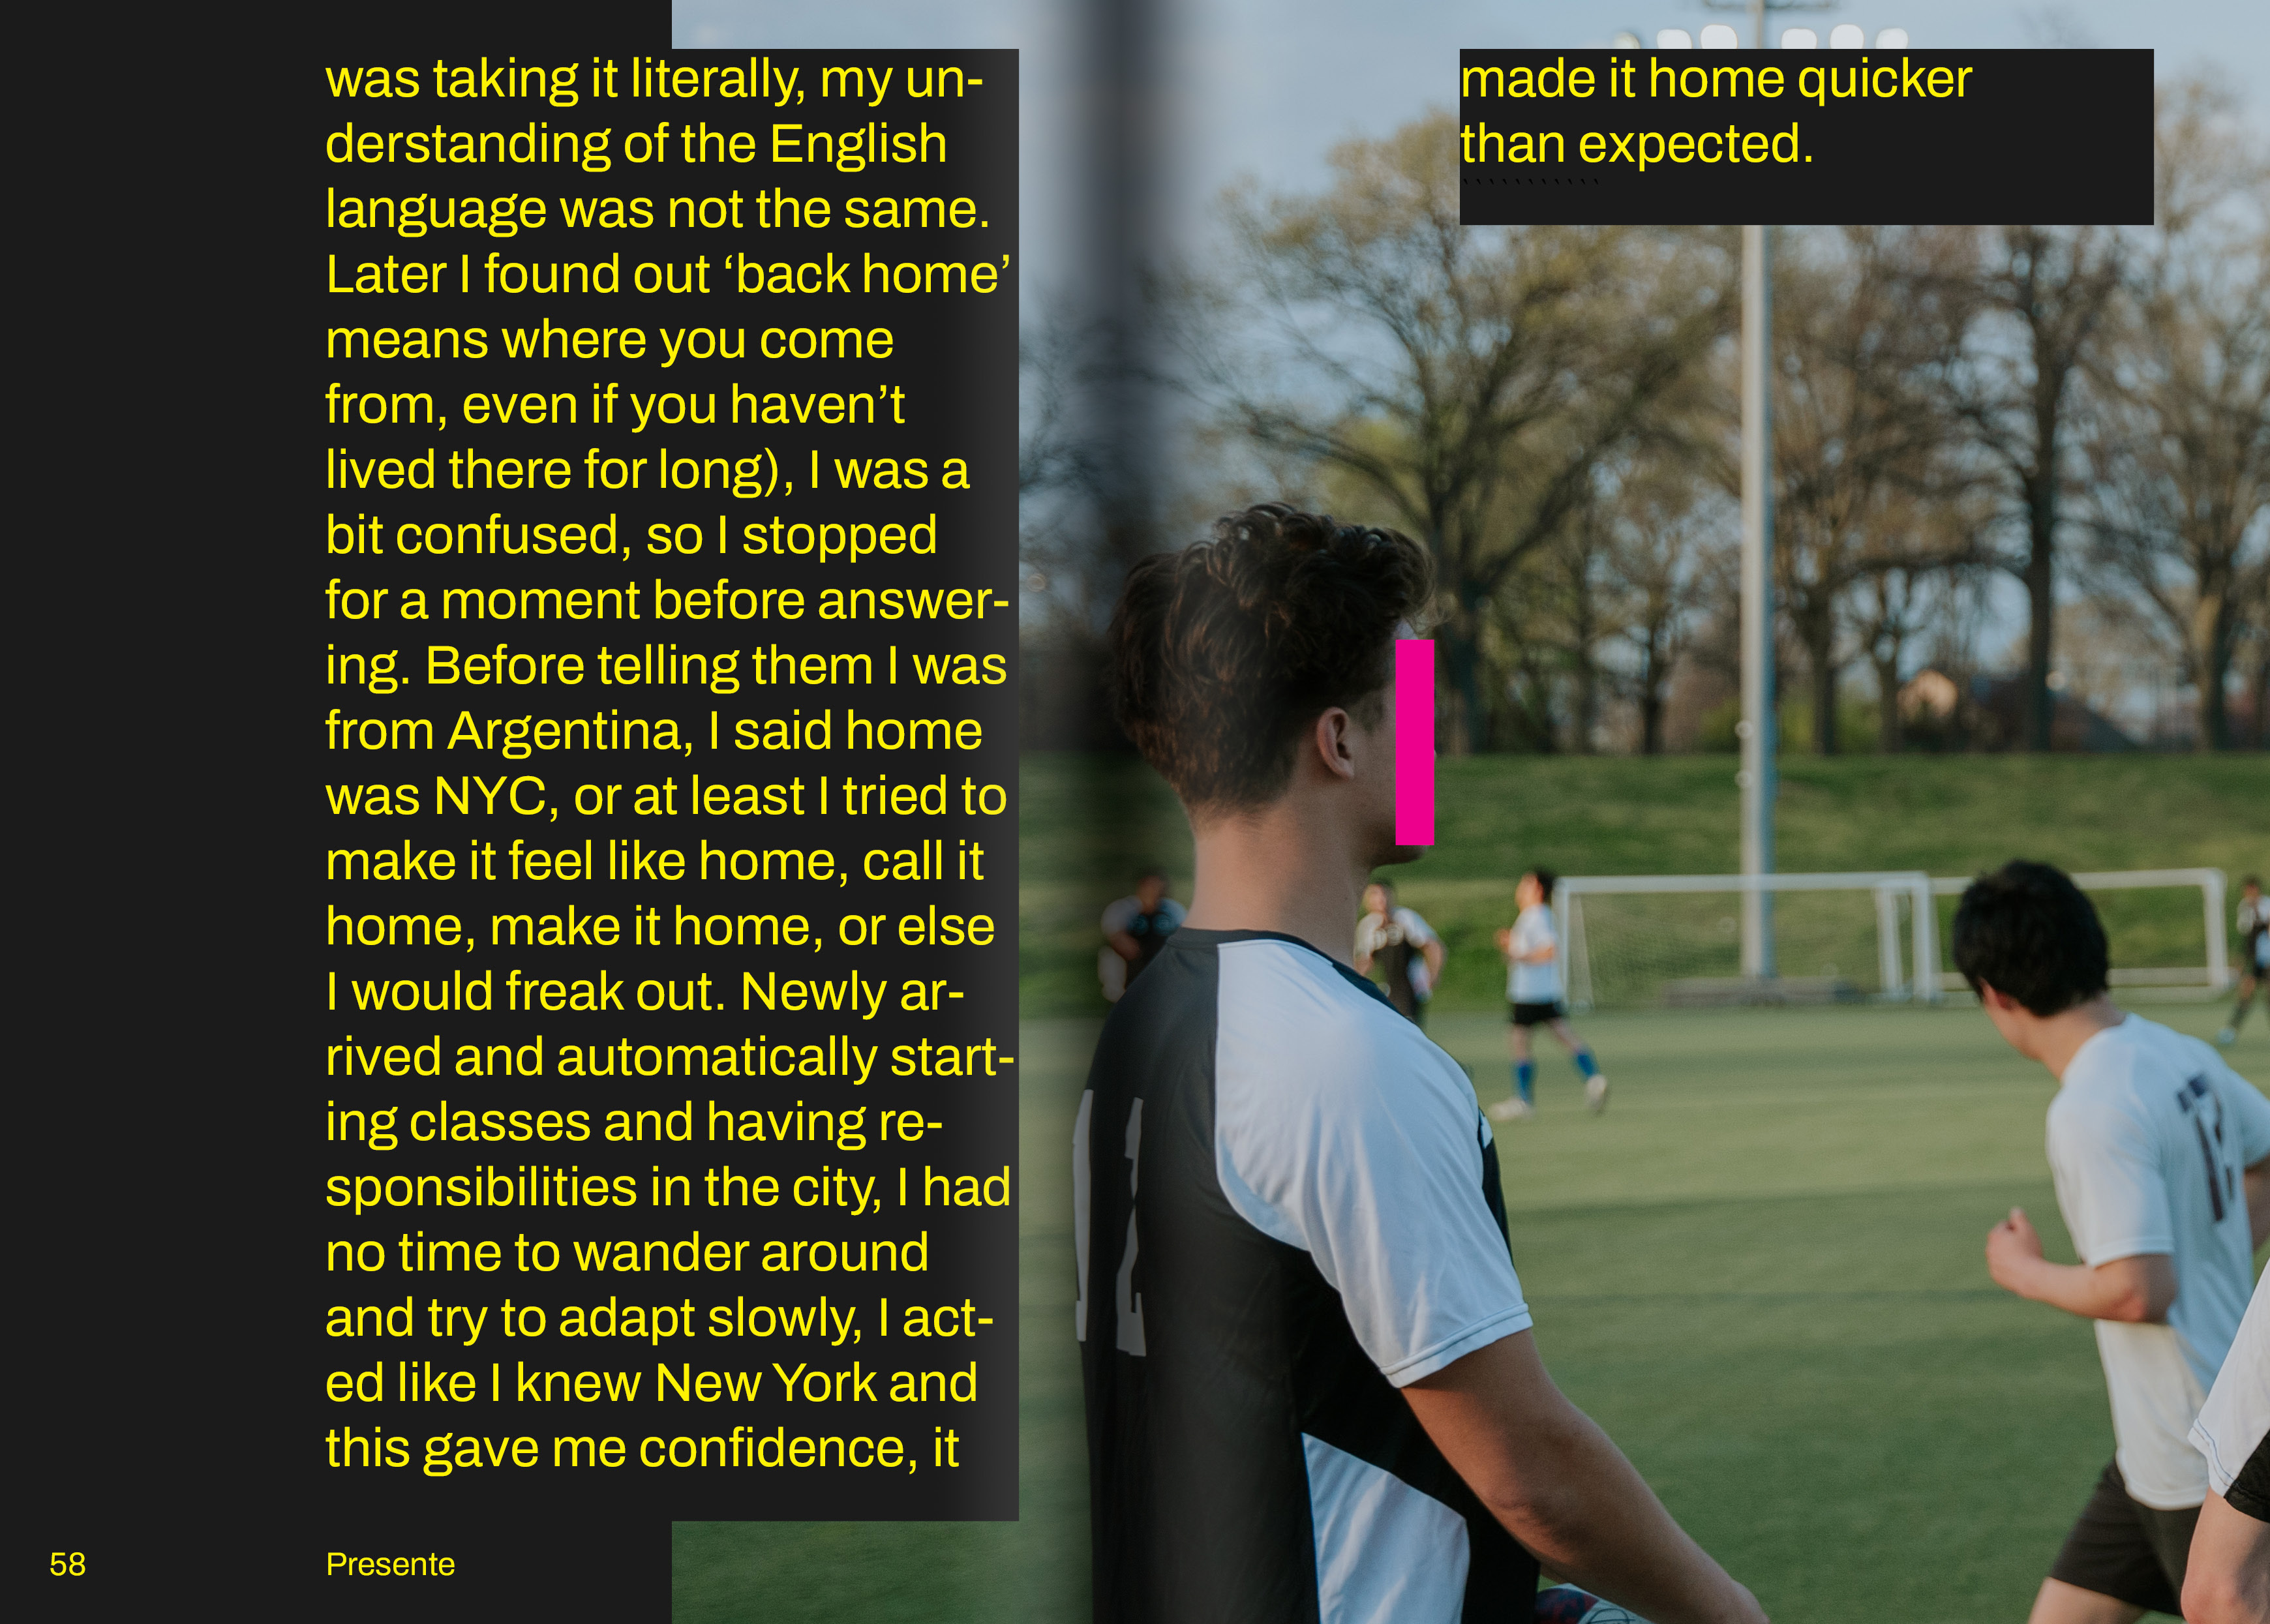 was taking it literally, my un-
derstanding of the English
language was not the same.
Later I found out ‘back home’
means where you come
from, even if you haven’t
lived there for long), I was a
bit confused, so I stopped
for a moment before answer-
ing. Before telling them I was
from Argentina, I said home
was NYC, or at least I tried to
make it feel like home, call it
home, make it home, or else
I would freak out. Newly ar-
rived and automatically start-
ing classes and having re-
sponsibilities in the city, I had
no time to wander around
and try to adapt slowly, I act-
ed like I knew New York and
this gave me confidence, it
58
Presente
made it home quicker
than expected.